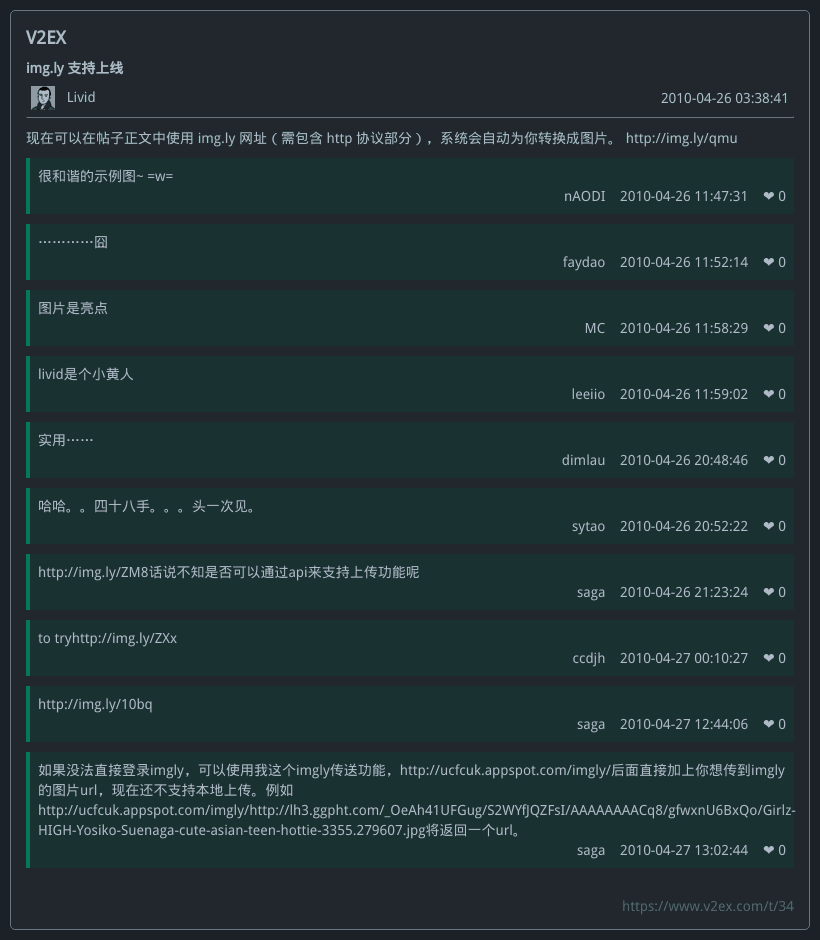 V2EX
img.ly 支持上线
Livid 2010-04-26 03:38:41
现在可以在帖子正文中使用 img.ly 网址（需包含 http 协议部分），系统会自动为你转换成图片。 http://img.ly/qmu
很和谐的示例图~ =w=
nAODI 2010-04-26 11:47:31 ❤ 0
…………囧
faydao 2010-04-26 11:52:14 ❤ 0
图片是亮点
MC 2010-04-26 11:58:29 ❤ 0
livid是个小黄人
leeiio 2010-04-26 11:59:02 ❤ 0
实用……
dimlau 2010-04-26 20:48:46 ❤ 0
哈哈。。四十八手。。。头一次见。
sytao 2010-04-26 20:52:22 ❤ 0
http://img.ly/ZM8话说不知是否可以通过api来支持上传功能呢
saga 2010-04-26 21:23:24 ❤ 0
to tryhttp://img.ly/ZXx
ccdjh 2010-04-27 00:10:27 ❤ 0
http://img.ly/10bq
saga 2010-04-27 12:44:06 ❤ 0
如果没法直接登录imgly，可以使用我这个imgly传送功能，http://ucfcuk.appspot.com/imgly/后面直接加上你想传到imgly
的图片url，现在还不支持本地上传。例如
http://ucfcuk.appspot.com/imgly/http://lh3.ggpht.com/_OeAh41UFGug/S2WYfJQZFsI/AAAAAAAACq8/gfwxnU6BxQo/Girlz-
HIGH-Yosiko-Suenaga-cute-asian-teen-hottie-3355.279607.jpg将返回一个url。
saga 2010-04-27 13:02:44 ❤ 0
https://www.v2ex.com/t/34